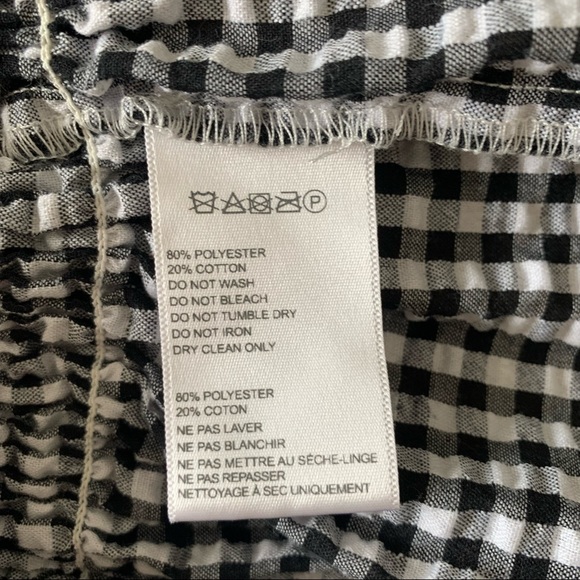 P
80% POLYESTER
20% COTTON
DO NOT WASH
DO NOT BLEACH
DO NOT TUMBLE DRY
DO NOT IRON
DRY CLEAN ONLY
80% POLYESTER
20% COTON
NE PAS LAVER
NE PAS BLANCHIR
NE PAS METTRE AU SÈCHE-LINGE
NE PAS REPASSER
NETTOYAGE À SEC UNIQUEMENT